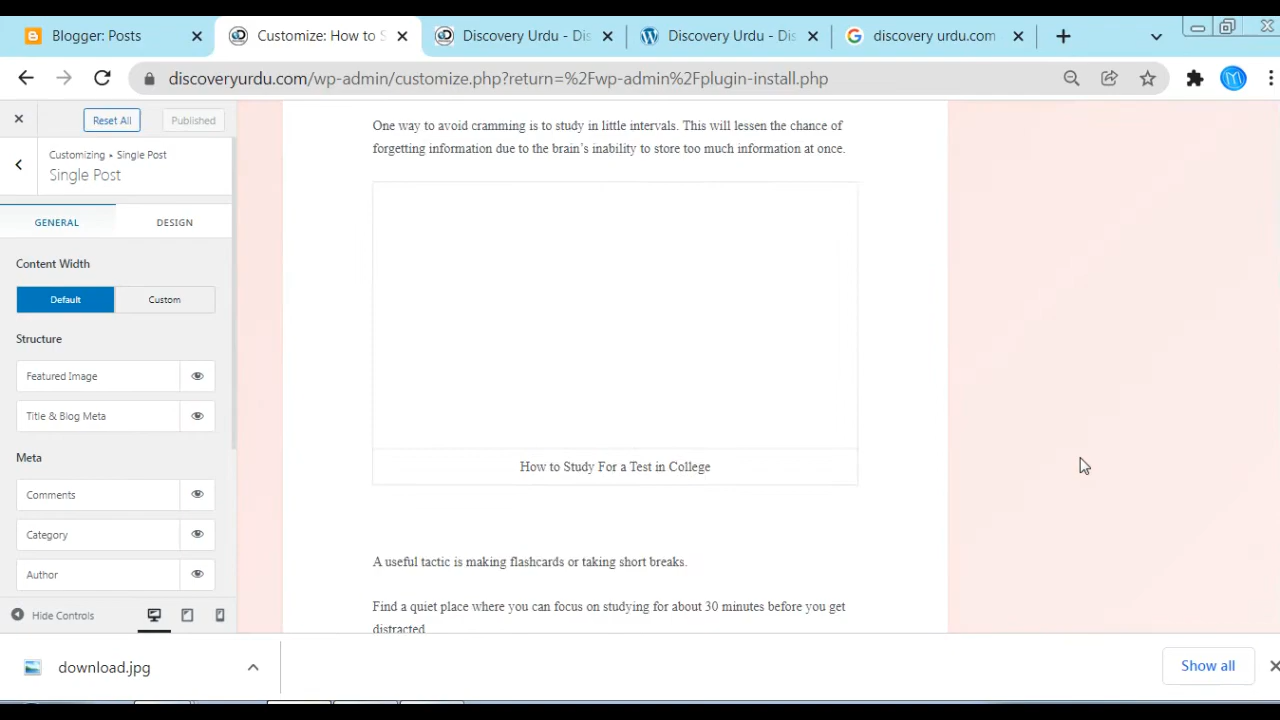 Blogger: Posts
Customize: How to S
Discovery Urdu - Dis
Discovery Urdu - Dis
discovery urdu.com
discoveryurdu.com/wp-admin/customize.php?return=%2Fwp-admin%2Fplugin-install.php
Reset All
Published
Customizing ▸ Single Post
Single Post
GENERAL
DESIGN
Content Width
Default
Custom
Structure
Featured Image
Title & Blog Meta
Meta
Comments
Category
Author
Hide Controls
One way to avoid cramming is to study in little intervals. This will lessen the chance of
forgetting information due to the brain’s inability to store too much information at once.
How to Study For a Test in College
A useful tactic is making flashcards or taking short breaks.
Find a quiet place where you can focus on studying for about 30 minutes before you get
distracted
download.jpg
Show all